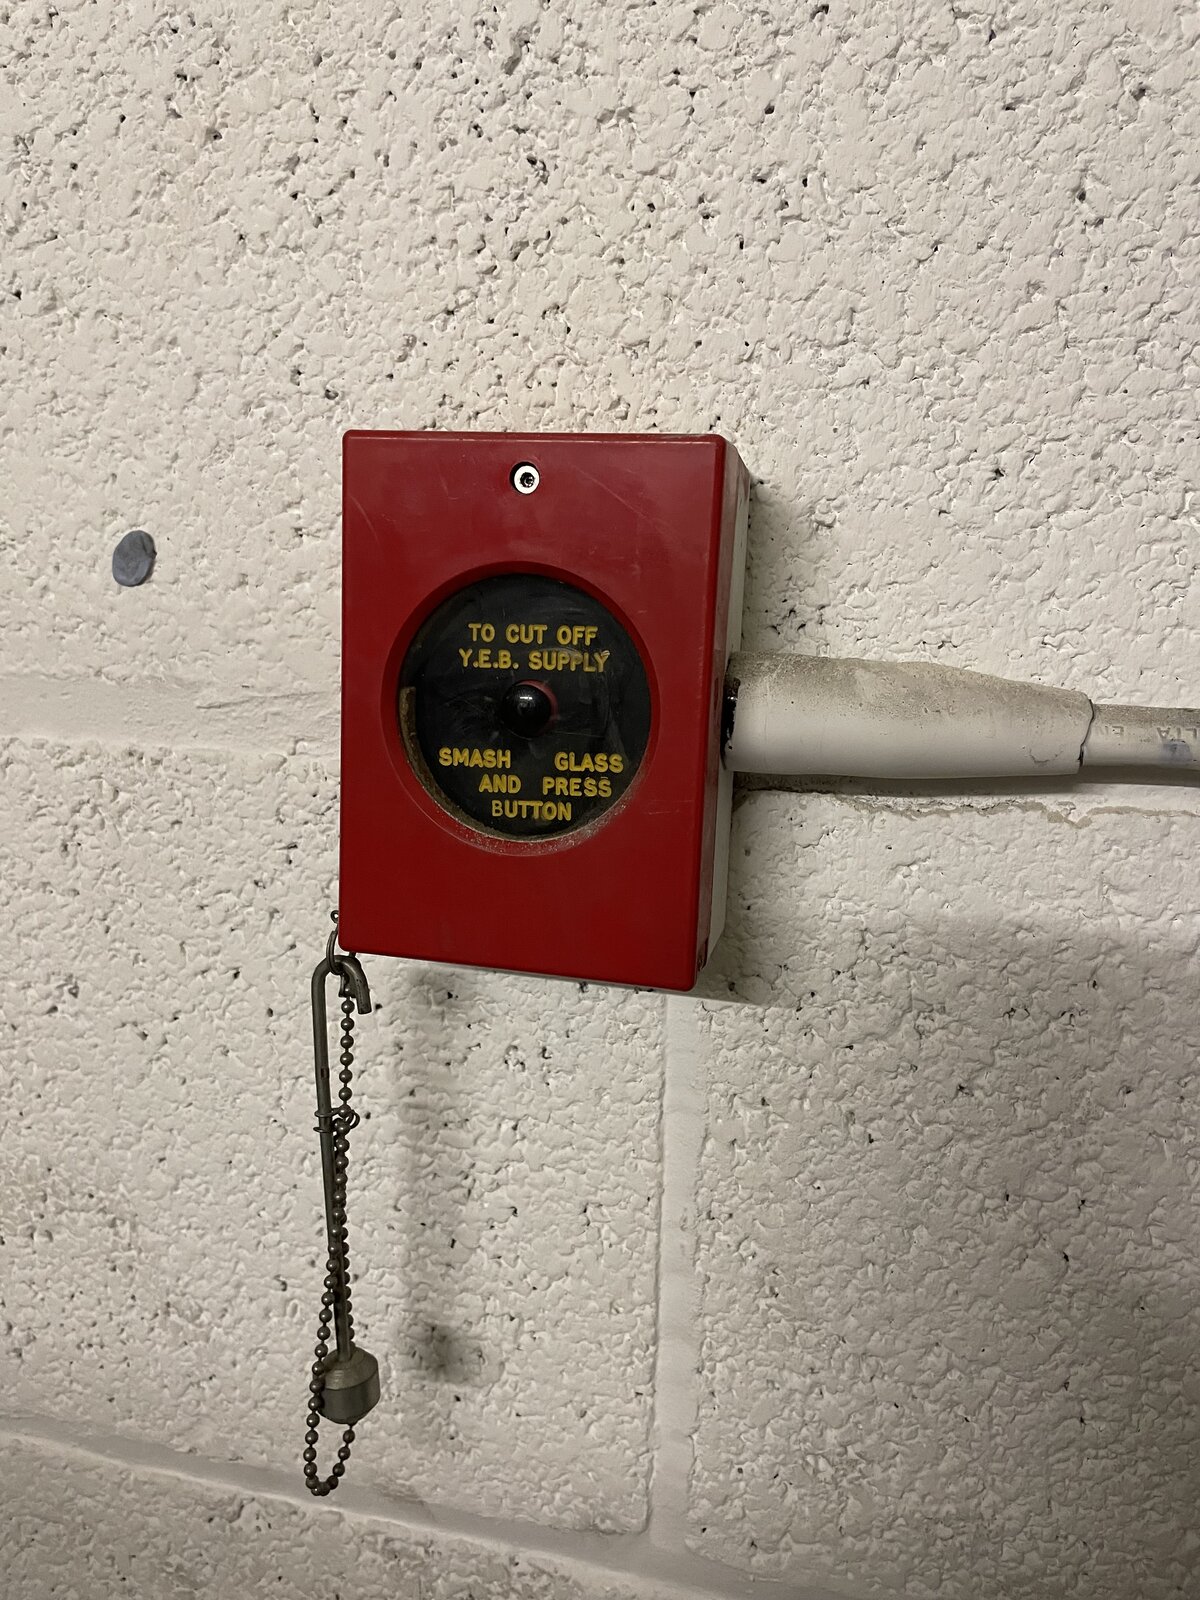 TO CUT OFF
Y.E.B. SUPPLY
SMASH GLASS
AND PRESS
BUTTON